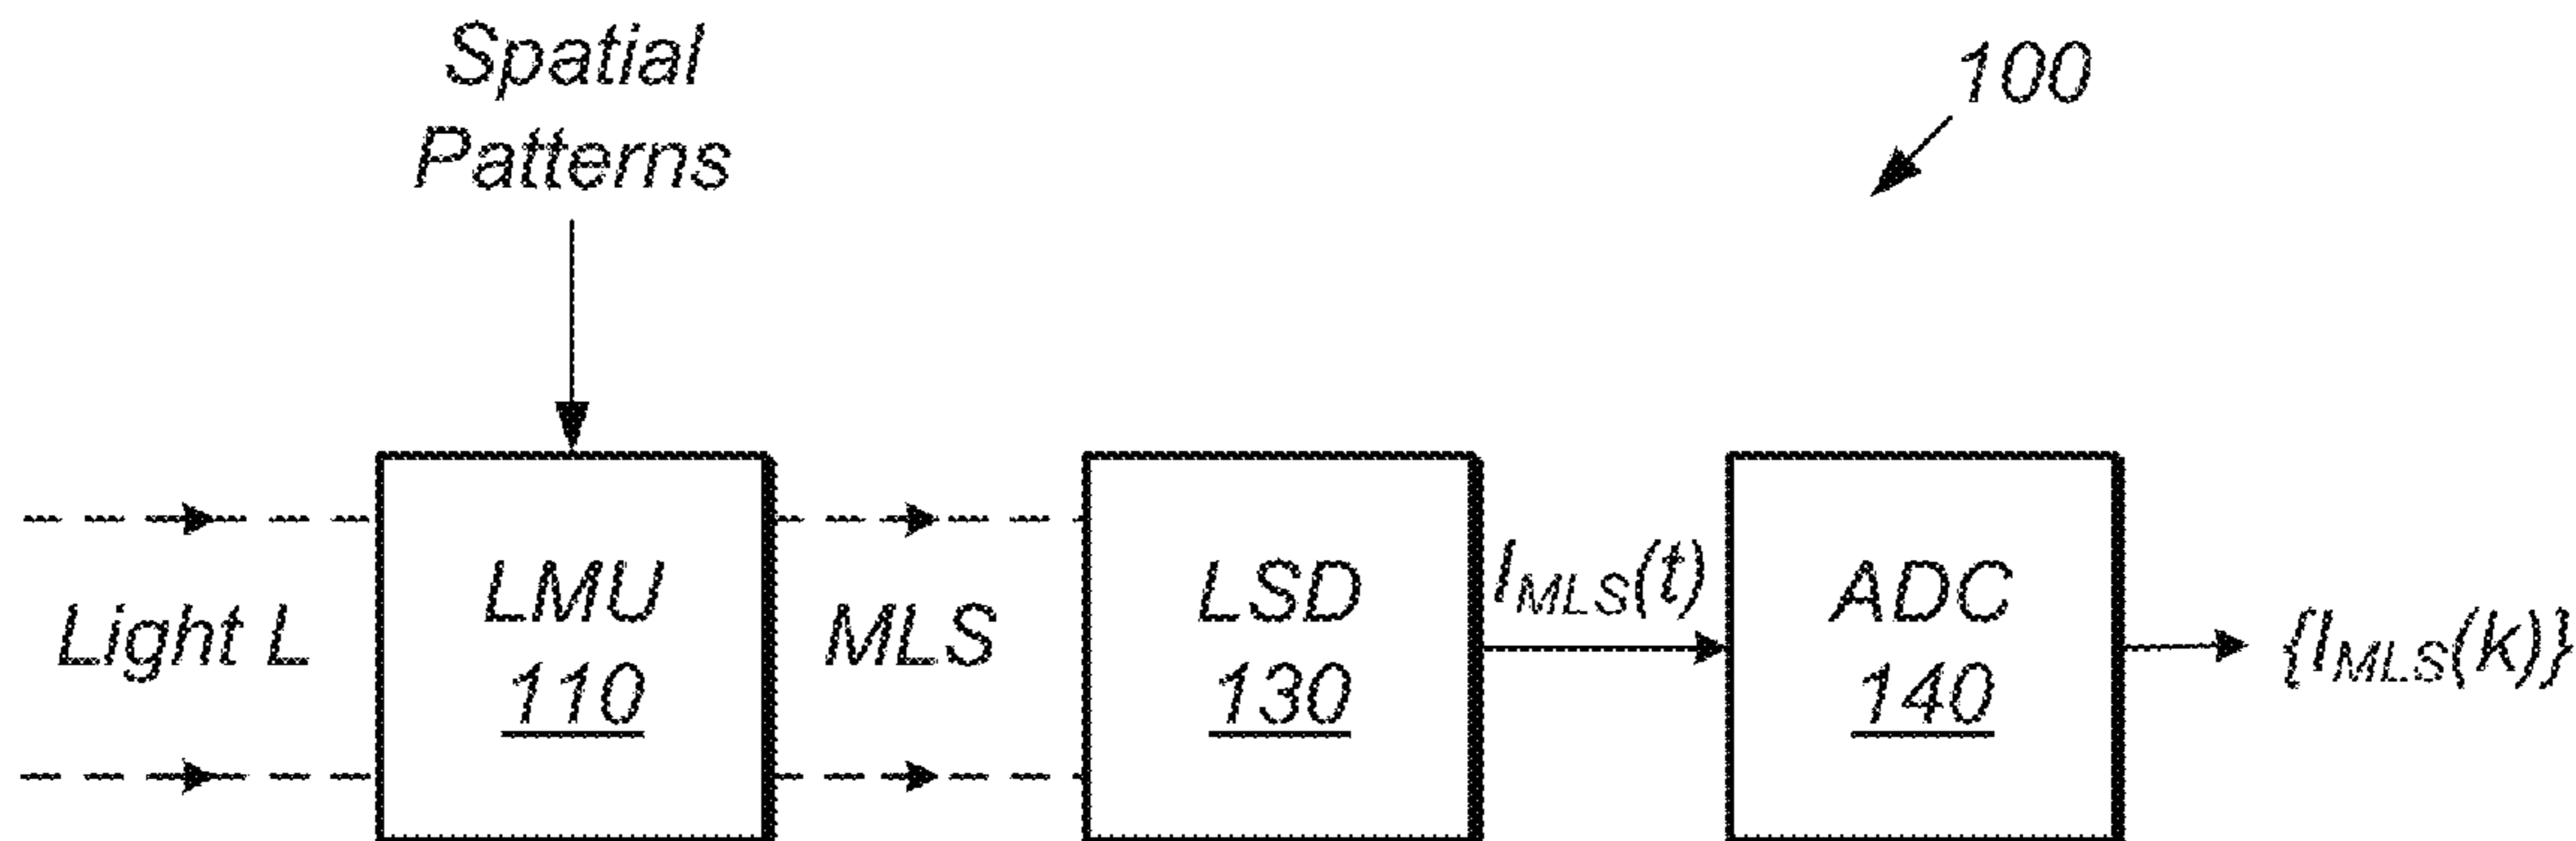 Spatial
Patterns
100
Light L
LMU
110
MLS
LSD
130
I_MLS(t)
ADC
140
{I_MLS(k)}